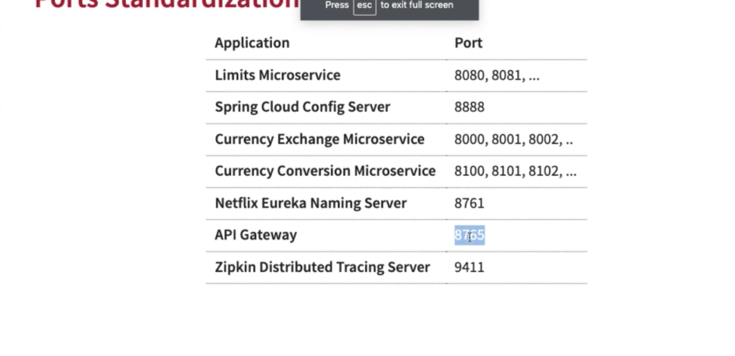 Ports Standardization
Press esc to exit full screen
Application Port
Limits Microservice 8080, 8081, ...
Spring Cloud Config Server 8888
Currency Exchange Microservice 8000, 8001, 8002, ..
Currency Conversion Microservice 8100, 8101, 8102, ...
Netflix Eureka Naming Server 8761
API Gateway 8765
Zipkin Distributed Tracing Server 9411